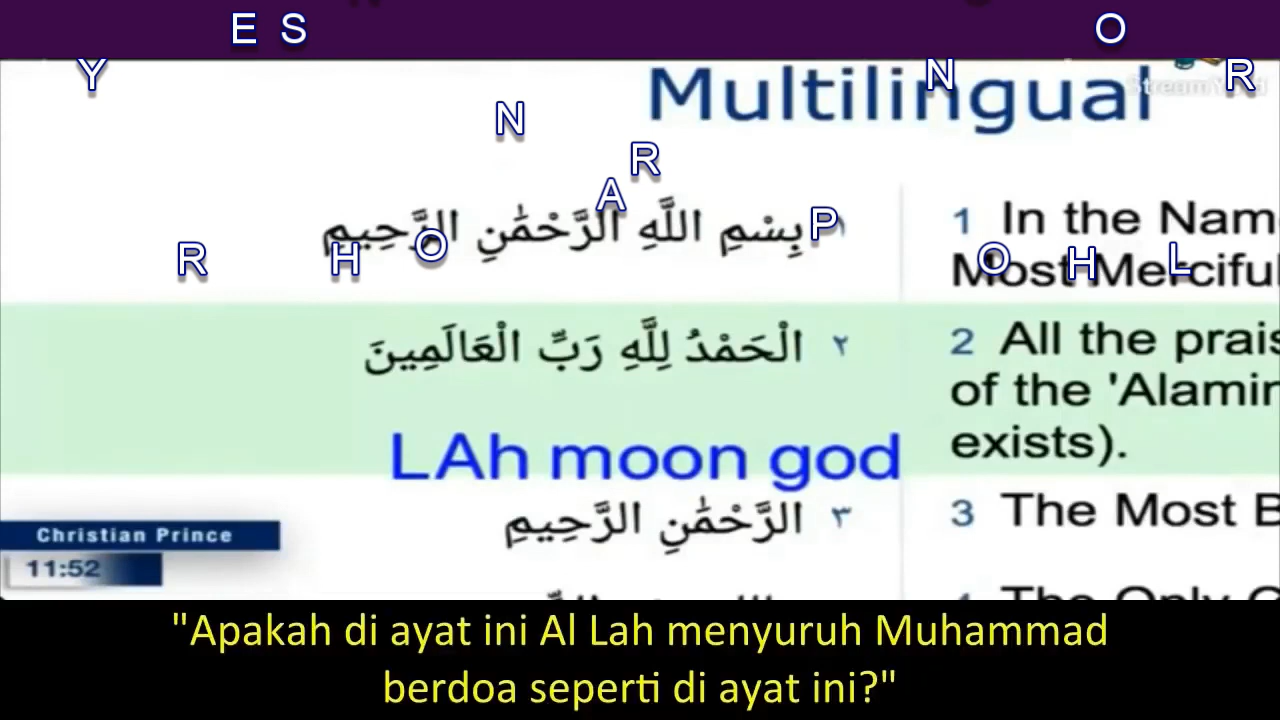 E S O
Y N R
StreamYard
Multilingual
N
R
A
P
بِسْمِ اللَّهِ الرَّحْمَٰنِ الرَّحِيمِ ١
1 In the Nam
R H O O H L
Most Merciful
الْحَمْدُ لِلَّهِ رَبِّ الْعَالَمِينَ ٢
2 All the prais
of the 'Alamin
exists).
LAh moon god
الرَّحْمَٰنِ الرَّحِيمِ ٣
3 The Most B
Christian Prince
11:52
"Apakah di ayat ini Al Lah menyuruh Muhammad
berdoa seperti di ayat ini?"